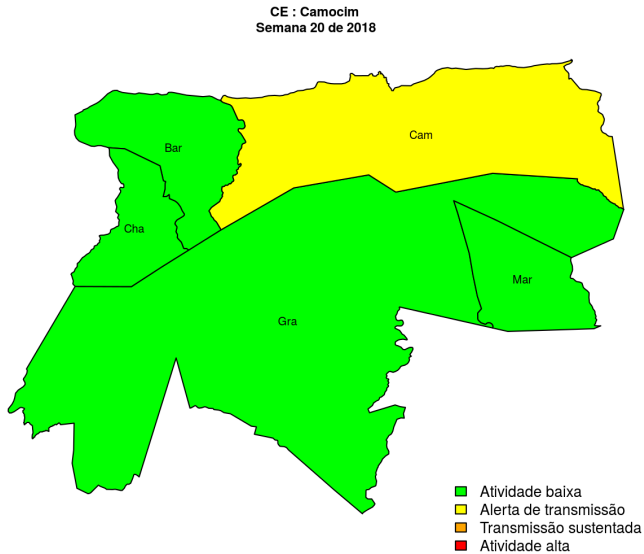 CE : Camocim
Semana 20 de 2018
Cam
Bar
Cha
Mar
Gra
Atividade baixa
Alerta de transmissão
Transmissão sustentada
Atividade alta